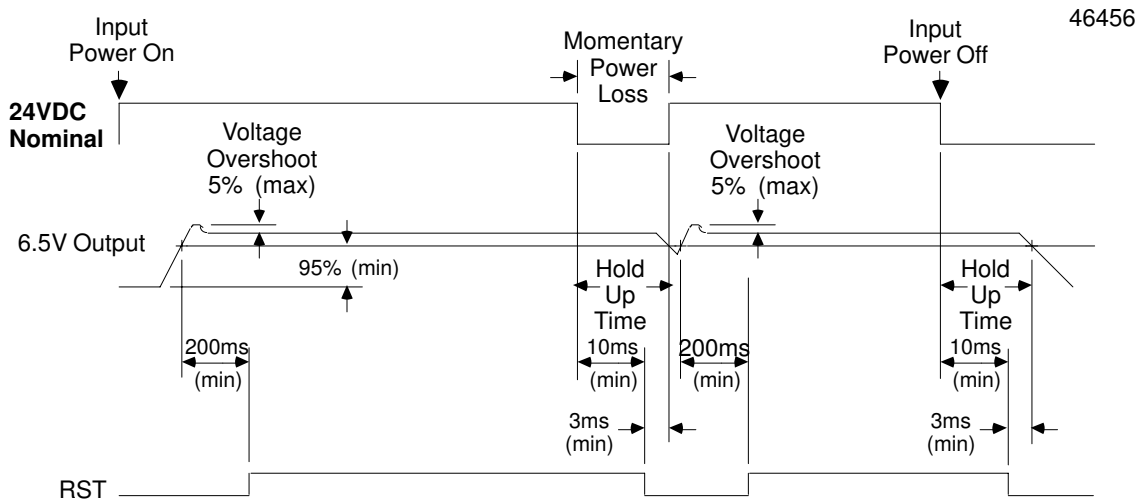 46456
Input
Power On
Momentary
Power
Loss
Input
Power Off
24VDC
Nominal
Voltage
Overshoot
5% (max)
Voltage
Overshoot
5% (max)
6.5V Output
95% (min)
Hold
Up
Time
Hold
Up
Time
200ms
(min)
10ms
(min)
200ms
(min)
10ms
(min)
3ms
(min)
3ms
(min)
RST